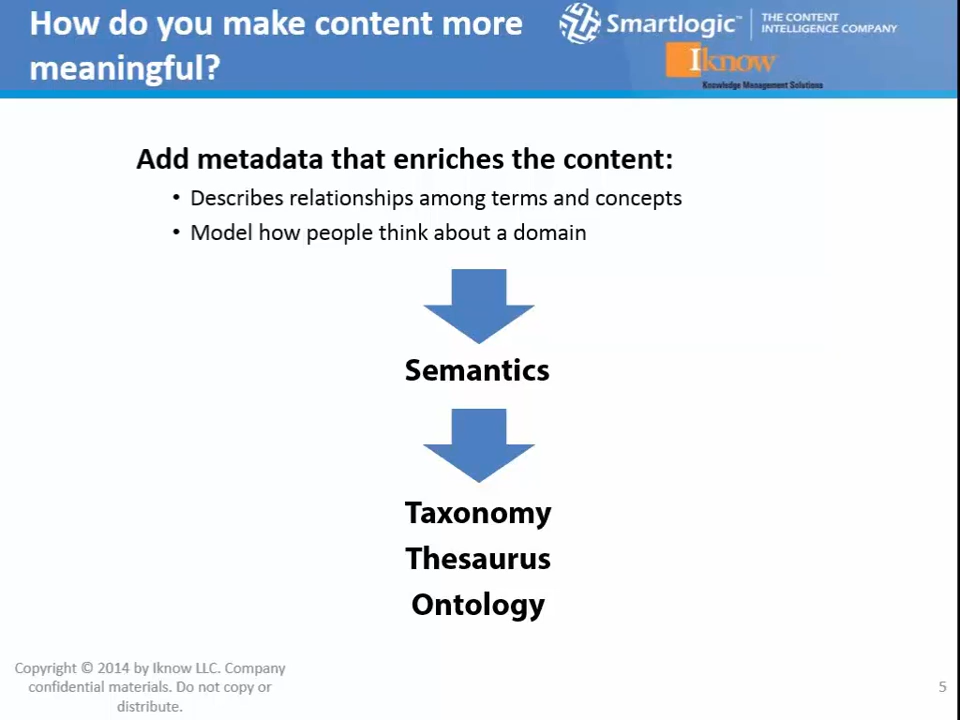 How do you make content more
meaningful?
Smartlogic™
THE CONTENT
INTELLIGENCE COMPANY
Iknow
Knowledge Management Solutions
Add metadata that enriches the content:
• Describes relationships among terms and concepts
• Model how people think about a domain
Semantics
Taxonomy
Thesaurus
Ontology
Copyright © 2014 by Iknow LLC. Company
confidential materials. Do not copy or
distribute.
5